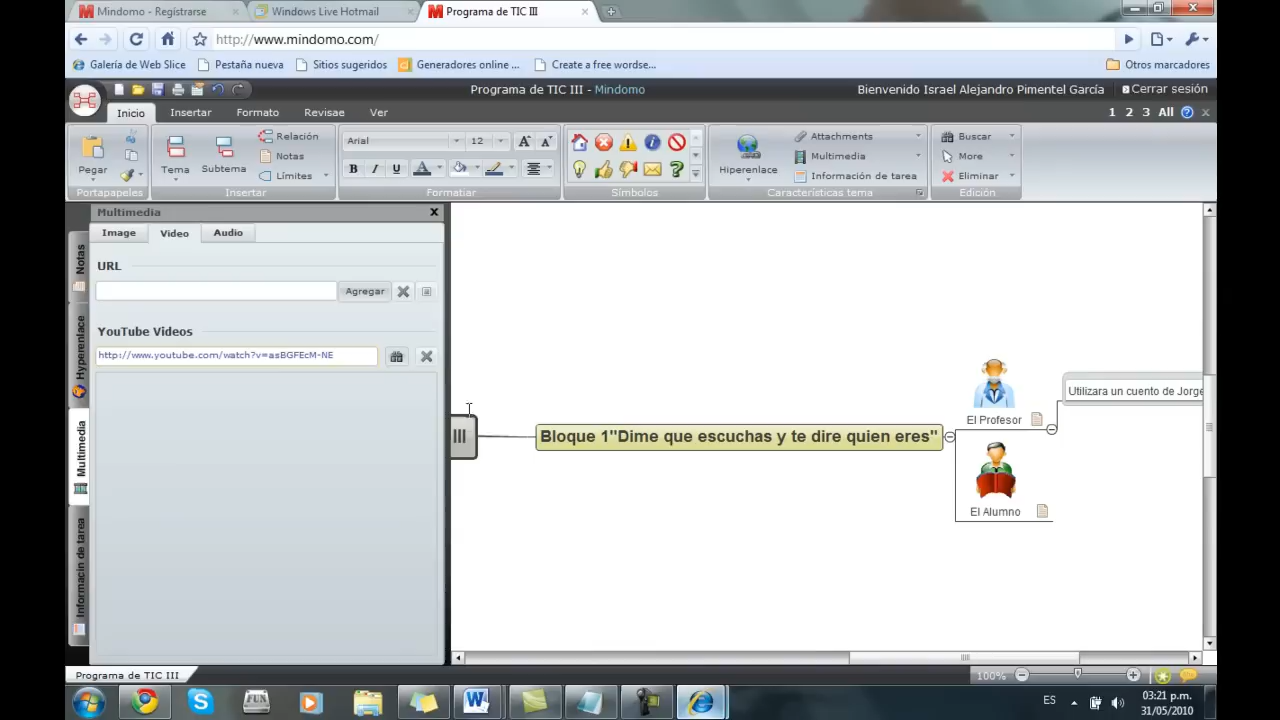 Mindomo - Regístrarse
Windows Live Hotmail
Programa de TIC III
http://www.mindomo.com/
Galería de Web Slice
Pestaña nueva
Sitios sugeridos
Generadores online ...
Create a free wordse...
Otros marcadores
Programa de TIC III - Mindomo
Bienvenido Israel Alejandro Pimentel García
Cerrar sesión
Inicio
Insertar
Formato
Revisae
Ver
1 2 3 All
Pegar
Portapapeles
Tema
Subtema
Relación
Notas
Límites
Insertar
Arial
12
B I U A
Formatiar
Símbolos
Hiperenlace
Attachments
Multimedia
Información de tarea
Características tema
Buscar
More
Eliminar
Edición
Multimedia
Image
Video
Audio
Notas
Hyperenlace
Multimedia
Informacin de tarea
URL
Agregar
YouTube Videos
http://www.youtube.com/watch?v=asBGFEcM-NE
III
Bloque 1"Dime que escuchas y te dire quien eres"
El Profesor
Utilizara un cuento de Jorge
El Alumno
Programa de TIC III
100%
FUN
ES
03:21 p.m.
31/05/2010